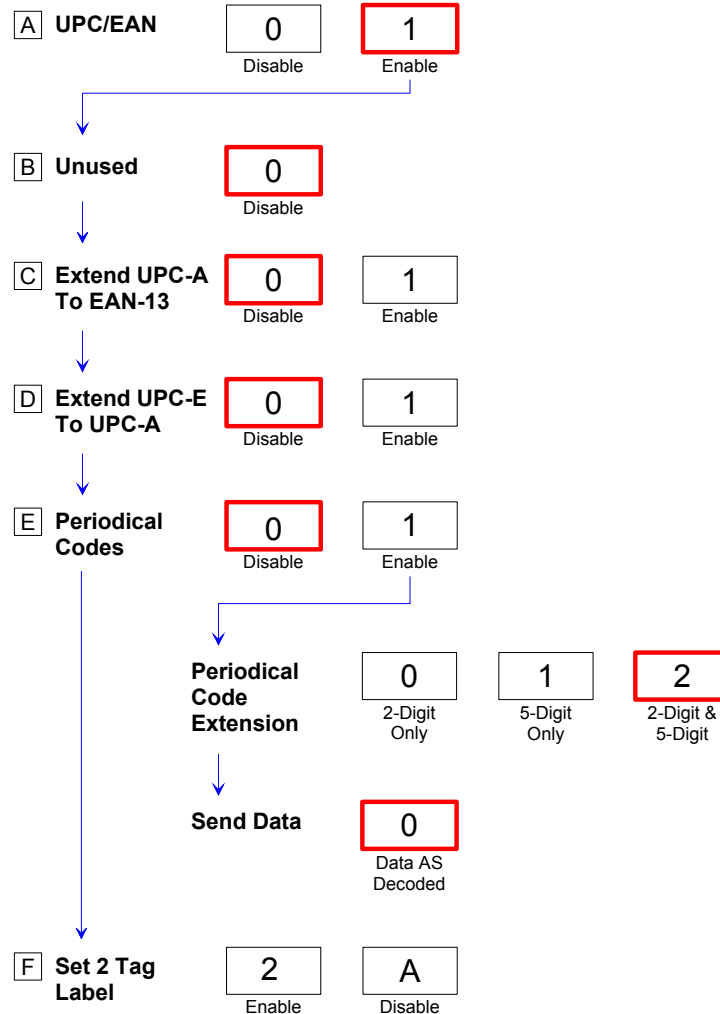 A UPC/EAN 0 1
Disable Enable
B Unused 0
Disable
C Extend UPC-A 0 1
To EAN-13
Disable Enable
D Extend UPC-E 0 1
To UPC-A
Disable Enable
E Periodical 0 1
Codes
Disable Enable
Periodical 0 1 2
Code 2-Digit 5-Digit 2-Digit &
Extension Only Only 5-Digit
Send Data 0
Data AS
Decoded
F Set 2 Tag 2 A
Label
Enable Disable